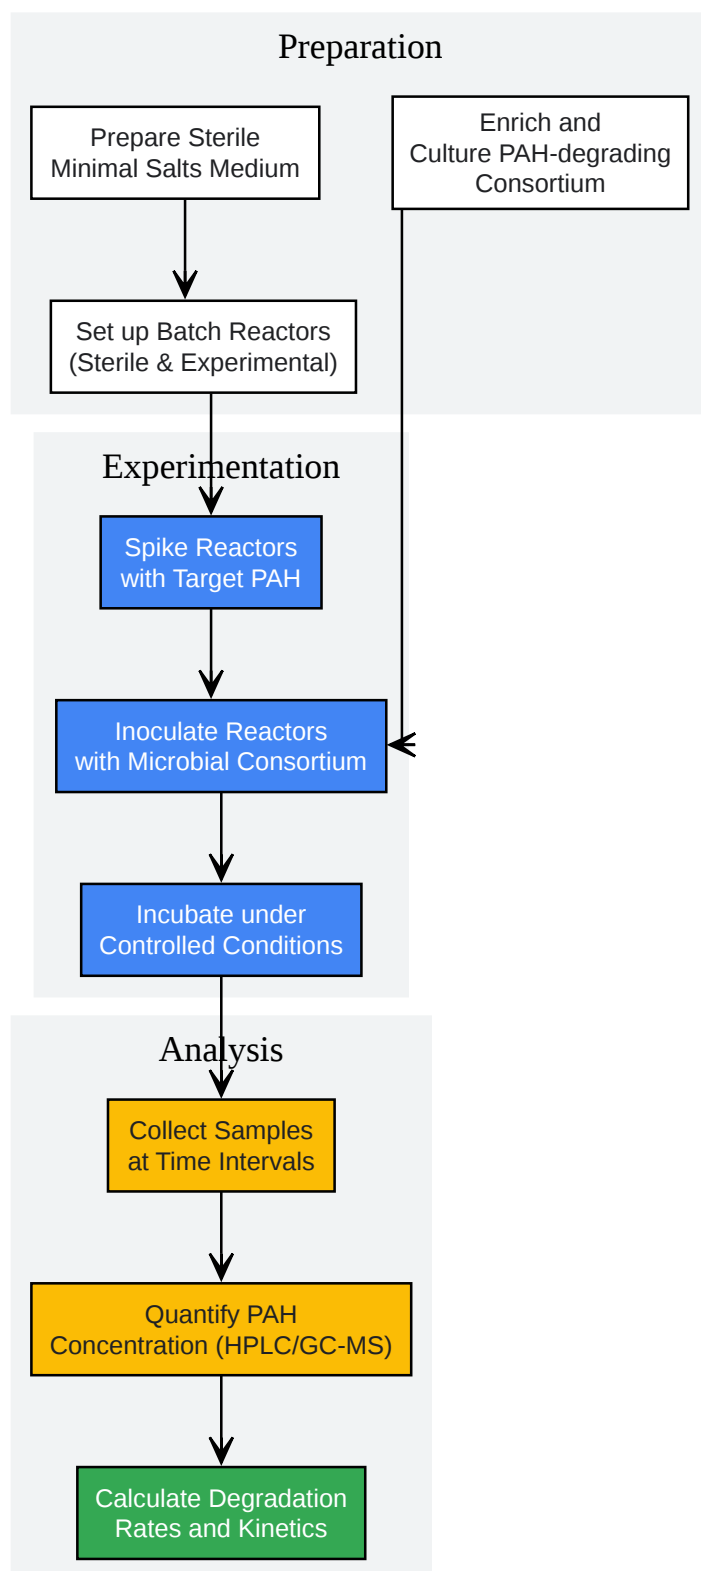 Preparation
Prepare Sterile
Minimal Salts Medium
Enrich and
Culture PAH-degrading
Consortium
Set up Batch Reactors
(Sterile & Experimental)
Experimentation
Spike Reactors
with Target PAH
Inoculate Reactors
with Microbial Consortium
Incubate under
Controlled Conditions
Analysis
Collect Samples
at Time Intervals
Quantify PAH
Concentration (HPLC/GC-MS)
Calculate Degradation
Rates and Kinetics